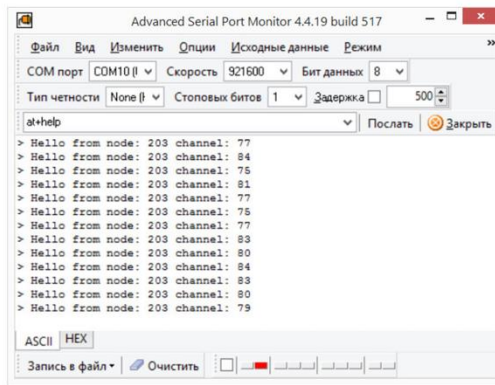 Advanced Serial Port Monitor 4.4.19 build 517
Файл Вид Изменить Опции Исходные данные Режим »
COM порт COM10 (I Скорость 921600 Бит данных 8
Тип четности None (I Стоповых битов 1 Задержка 500
at+help Послать Закрыть
> Hello from node: 203 channel: 77
> Hello from node: 203 channel: 84
> Hello from node: 203 channel: 75
> Hello from node: 203 channel: 81
> Hello from node: 203 channel: 77
> Hello from node: 203 channel: 75
> Hello from node: 203 channel: 77
> Hello from node: 203 channel: 83
> Hello from node: 203 channel: 80
> Hello from node: 203 channel: 84
> Hello from node: 203 channel: 83
> Hello from node: 203 channel: 80
> Hello from node: 203 channel: 79
ASCII HEX
Запись в файл Очистить